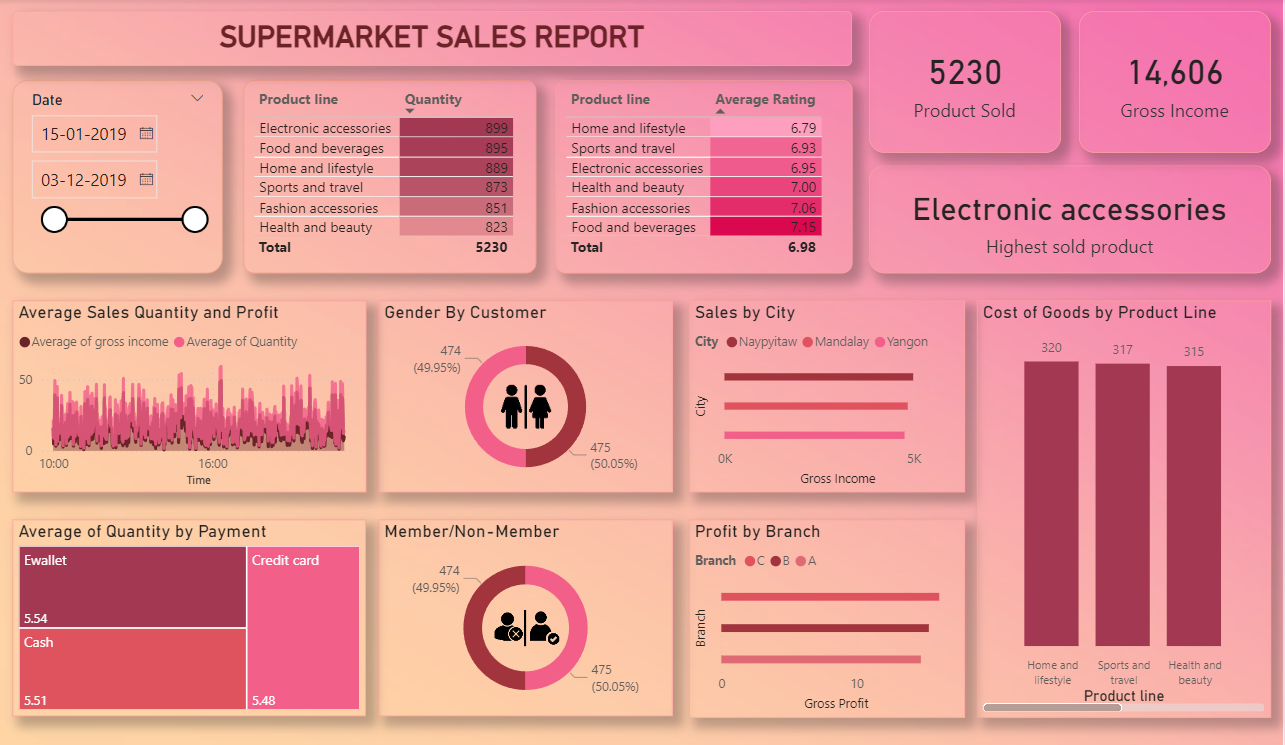 SUPERMARKET SALES REPORT
5230
Product Sold
14,606
Gross Income
Date
15-01-2019
03-12-2019
Product line Quantity
Electronic accessories 899
Food and beverages 895
Home and lifestyle 889
Sports and travel 873
Fashion accessories 851
Health and beauty 823
Total 5230
Product line Average Rating
Home and lifestyle 6.79
Sports and travel 6.93
Electronic accessories 6.95
Health and beauty 7.00
Fashion accessories 7.06
Food and beverages 7.15
Total 6.98
Electronic accessories
Highest sold product
Average Sales Quantity and Profit
Average of gross income Average of Quantity
50
0
10:00 16:00
Time
Gender By Customer
474
(49.95%)
475
(50.05%)
Sales by City
City Naypyitaw Mandalay Yangon
City
0K 5K
Gross Income
Cost of Goods by Product Line
320 317 315
Home and lifestyle
Sports and travel
Health and beauty
Product line
Average of Quantity by Payment
Ewallet
5.54
Cash
5.51
Credit card
5.48
Member/Non-Member
474
(49.95%)
475
(50.05%)
Profit by Branch
Branch C B A
Branch
0 10
Gross Profit